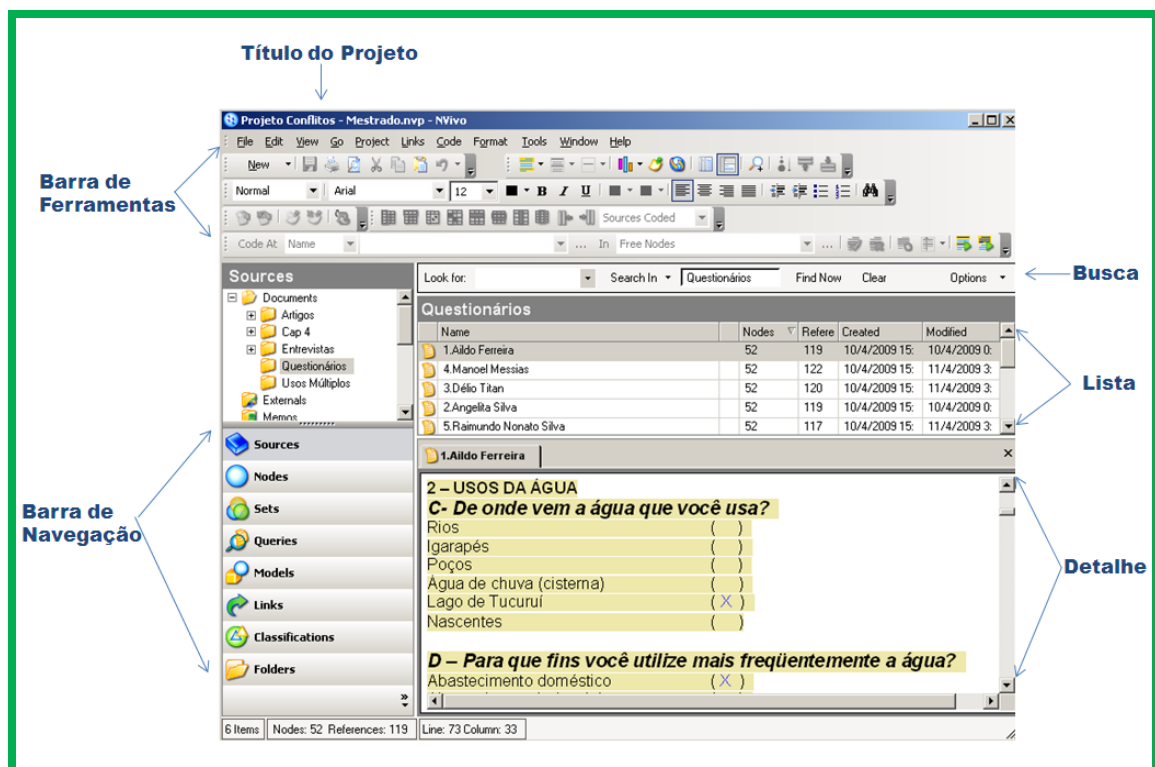 Título do Projeto
Projeto Conflitos - Mestrado.nvp - NVivo
File Edit View Go Project Links Code Format Tools Window Help
New
Barra de
Ferramentas
Normal Arial 12 B I U
Sources Coded
Code At Name ... In Free Nodes ...
Sources
Look for: Search In Questionários Find Now Clear Options
Busca
Documents
Artigos
Cap 4
Entrevistas
Questionários
Usos Múltiplos
Externals
Memos
Questionários
Name Nodes Refere Created Modified
1.Aildo Ferreira 52 119 10/4/2009 15: 10/4/2009 0:
4.Manoel Messias 52 122 10/4/2009 15: 11/4/2009 3:
3.Délio Titan 52 120 10/4/2009 15: 11/4/2009 3:
2.Angelita Silva 52 119 10/4/2009 15: 10/4/2009 0:
5.Raimundo Nonato Silva 52 117 10/4/2009 15: 11/4/2009 3:
Lista
Barra de
Navegação
Sources
Nodes
Sets
Queries
Models
Links
Classifications
Folders
1.Aildo Ferreira
2 – USOS DA ÁGUA
C- De onde vem a água que você usa?
Rios ( )
Igarapés ( )
Poços ( )
Água de chuva (cisterna) ( )
Lago de Tucuruí ( X )
Nascentes ( )
D – Para que fins você utilize mais freqüentemente a água?
Abastecimento doméstico ( X )
Detalhe
6 Items Nodes: 52 References: 119 Line: 73 Column: 33